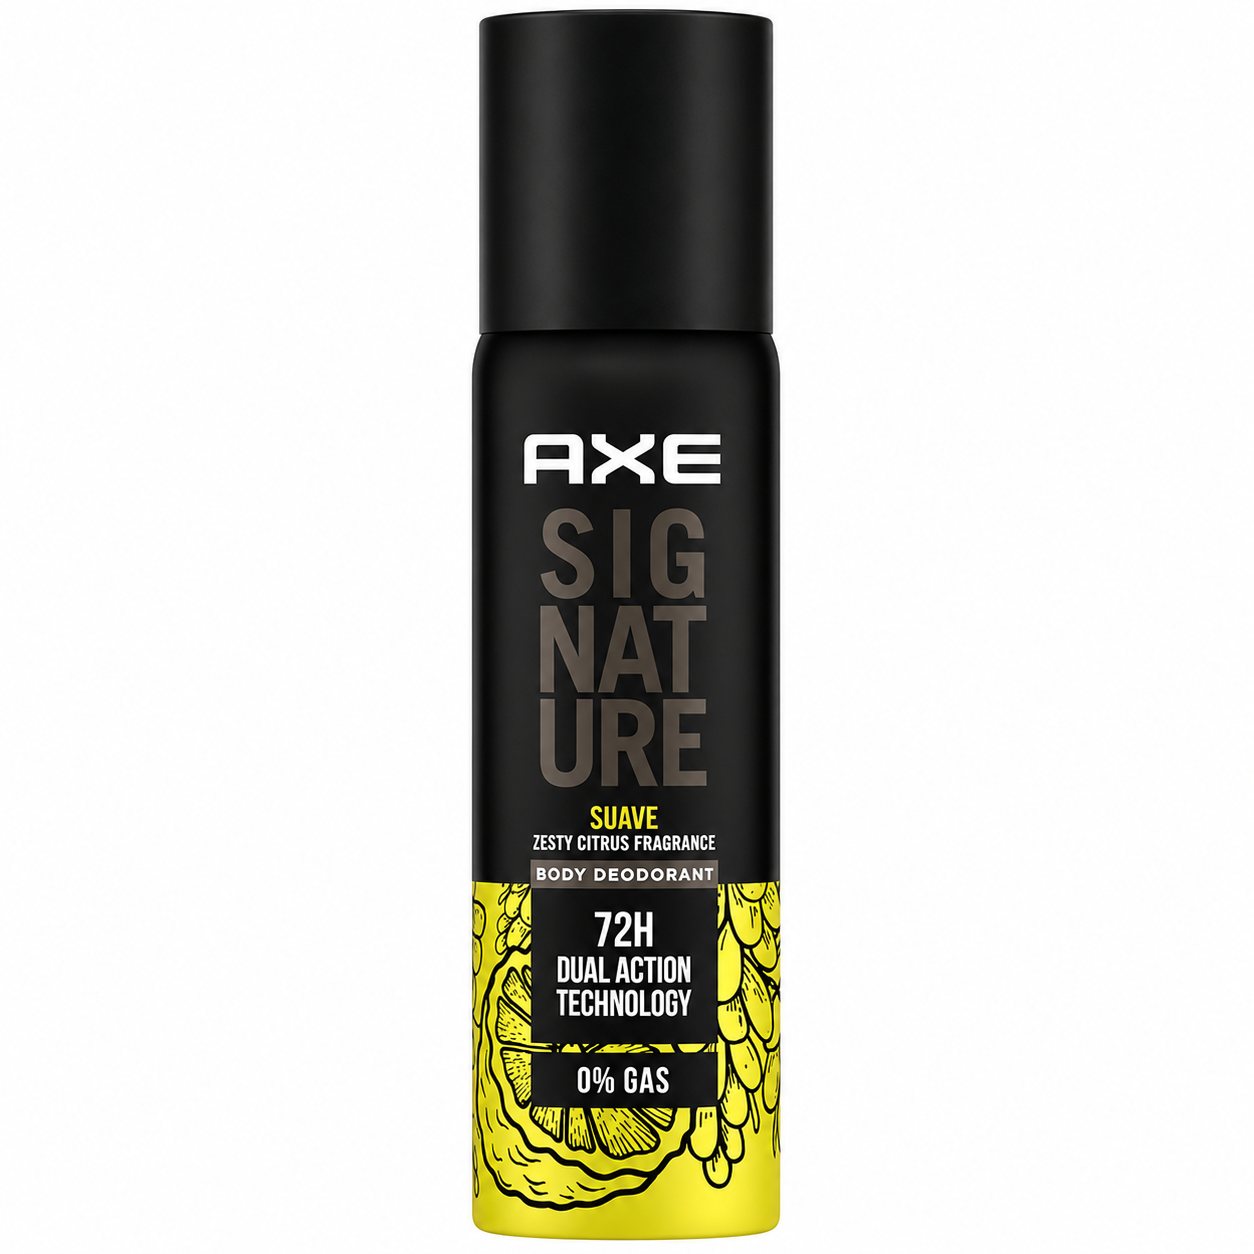 AXE
SIG
NAT
URE
SUAVE
ZESTY CITRUS FRAGRANCE
BODY DEODORANT
72H
DUAL ACTION
TECHNOLOGY
0% GAS